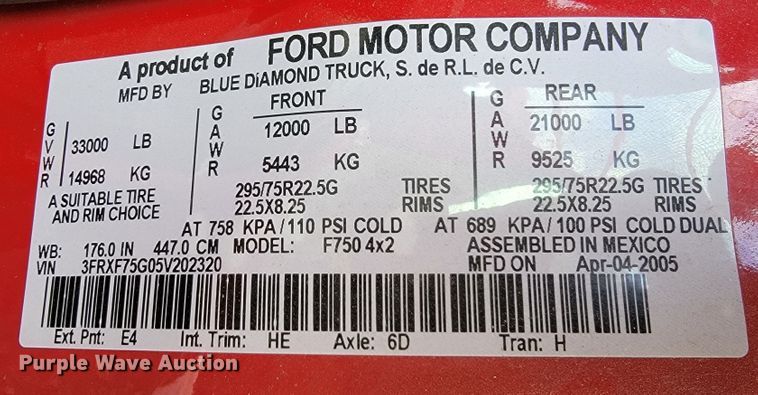 A product of FORD MOTOR COMPANY
MFD BY BLUE DIAMOND TRUCK, S. de R.L. de C.V.
GVWR 33000 LB
14968 KG
FRONT
GAWR 12000 LB
5443 KG
REAR
GAWR 21000 LB
9525 KG
A SUITABLE TIRE AND RIM CHOICE
295/75R22.5G TIRES 295/75R22.5G TIRES
22.5X8.25 RIMS 22.5X8.25 RIMS
AT 758 KPA/110 PSI COLD AT 689 KPA/100 PSI COLD DUAL
WB: 176.0 IN 447.0 CM MODEL: F750 4x2 ASSEMBLED IN MEXICO
VIN 3FRXF75G05V202320 MFD ON Apr-04-2005
Ext. Pnt: E4 Int. Trim: HE Axle: 6D Tran: H
Purple Wave Auction